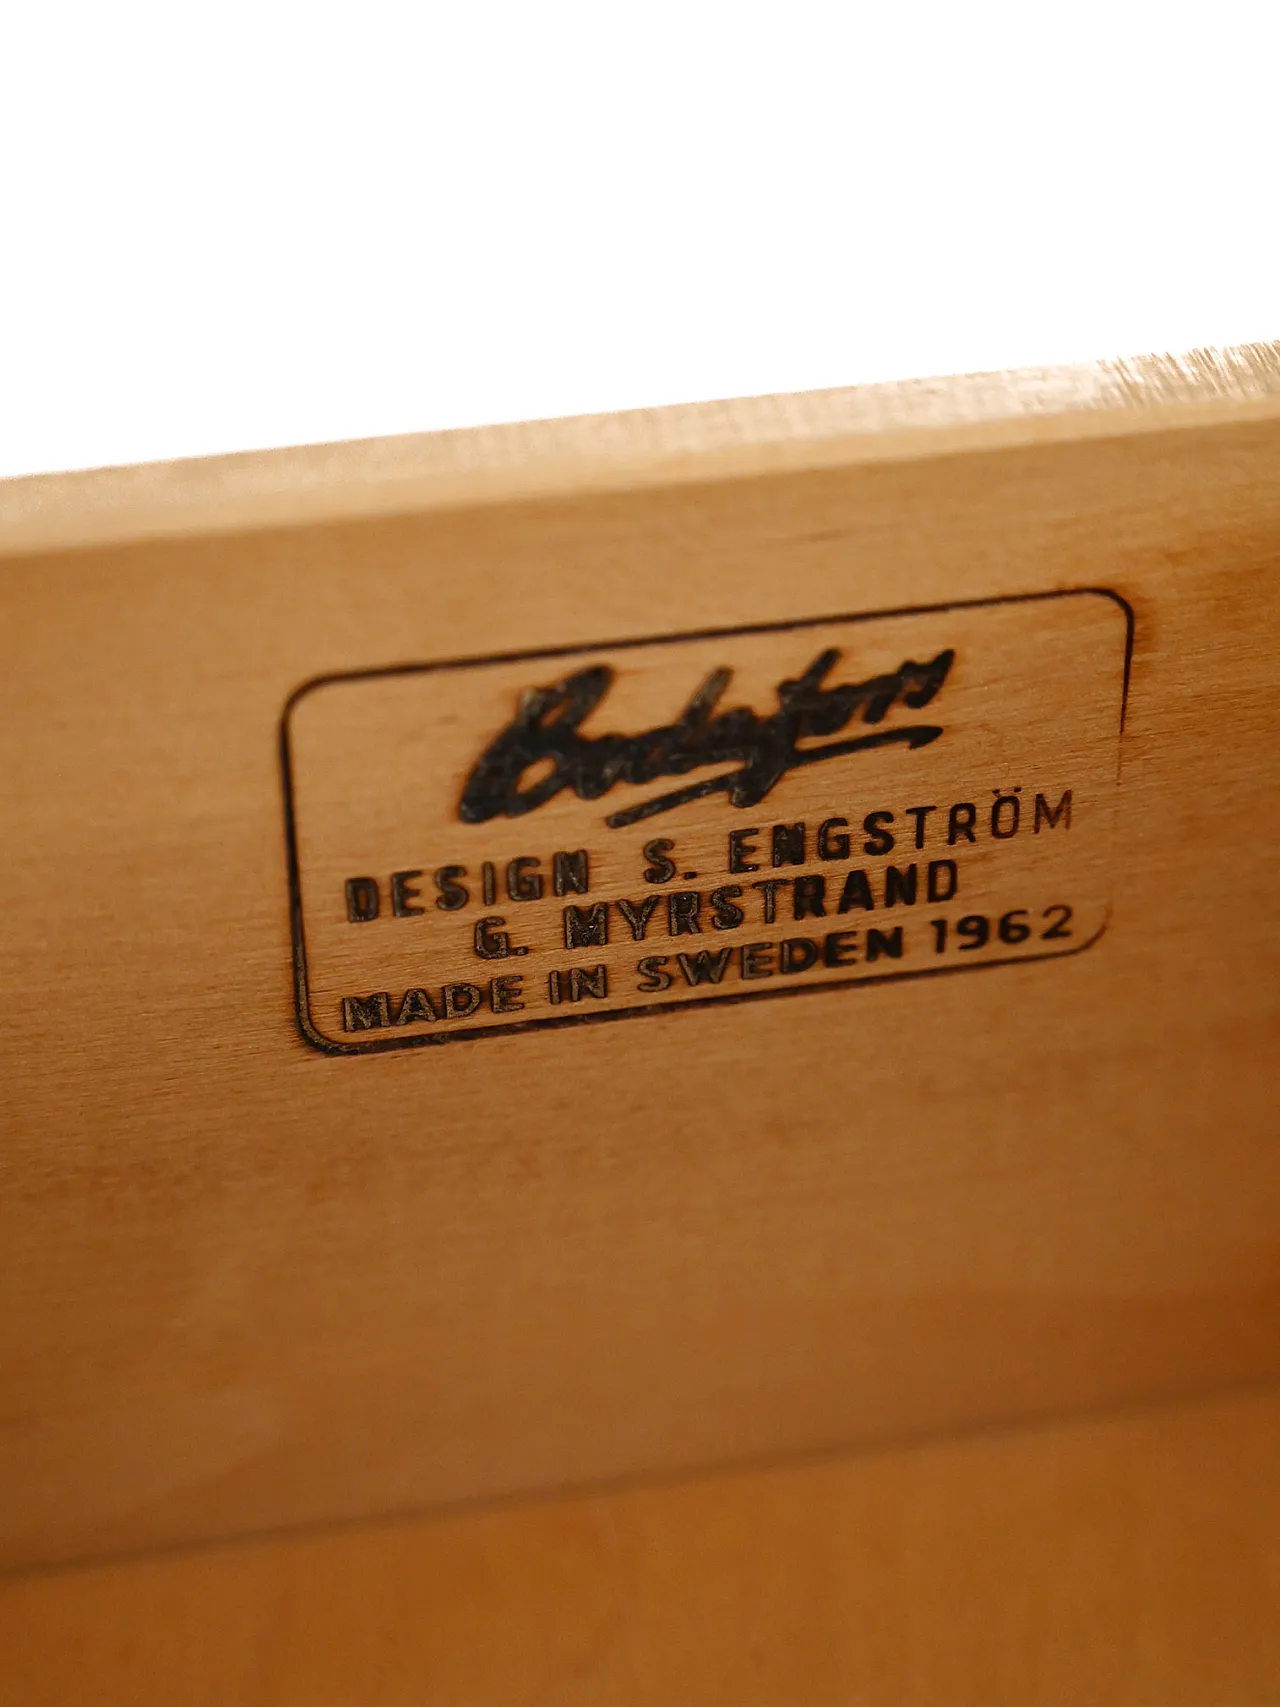 Bodafors
DESIGN S. ENGSTRÖM
G. MYRSTRAND
MADE IN SWEDEN 1962